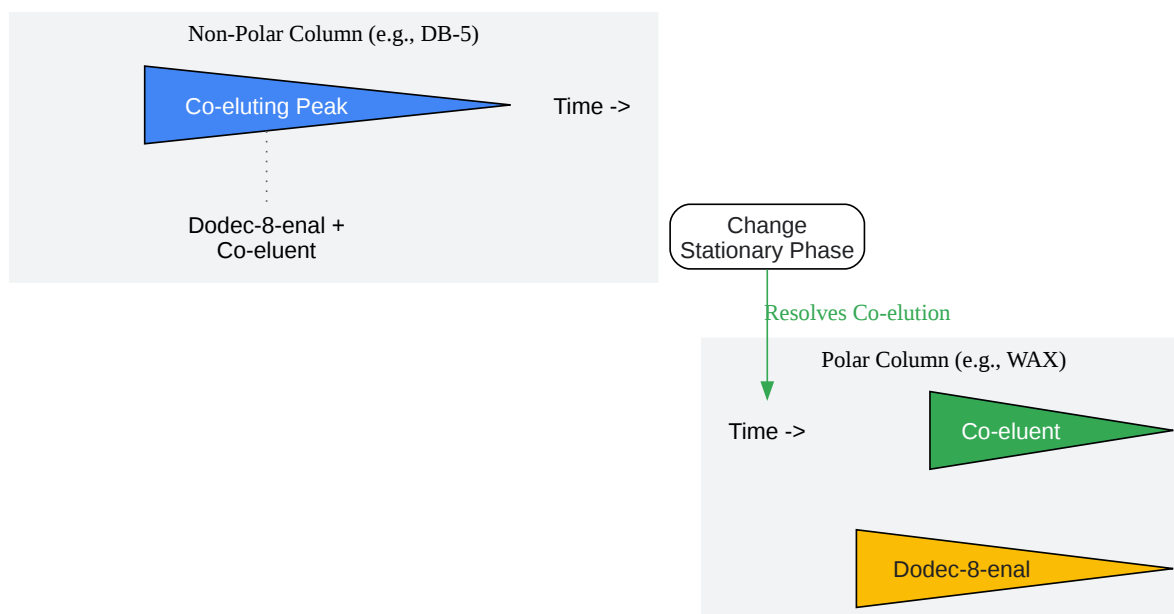 Non-Polar Column (e.g., DB-5)
Co-eluting Peak
Time ->
Dodec-8-enal +
Co-eluent
Change
Stationary Phase
Resolves Co-elution
Polar Column (e.g., WAX)
Time ->
Co-eluent
Dodec-8-enal